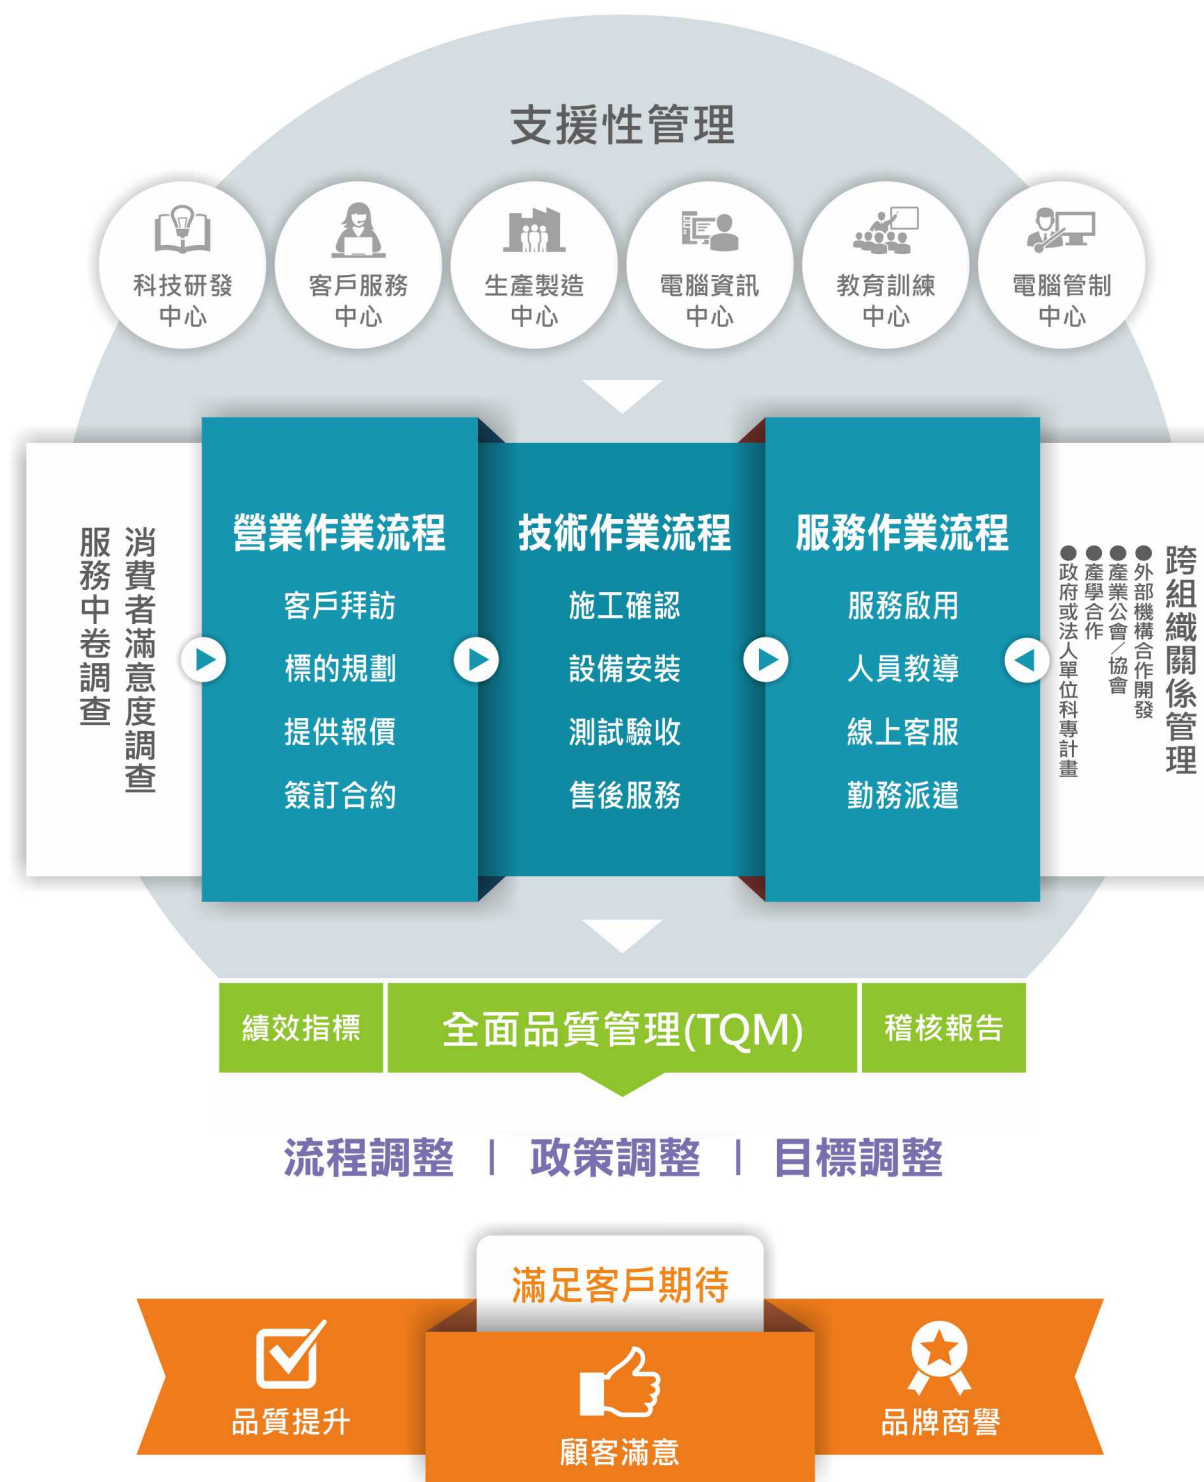 支援性管理
科技研發
中心
客戶服務
中心
生產製造
中心
電腦資訊
中心
教育訓練
中心
電腦管制
中心
消費者滿意度調查
服務中卷調查
營業作業流程
客戶拜訪
標的規劃
提供報價
簽訂合約
技術作業流程
施工確認
設備安裝
測試驗收
售後服務
服務作業流程
服務啟用
人員教導
線上客服
勤務派遣
跨組織關係管理
●外部機構合作開發
●產業公會／協會
●產學合作
●政府或法人單位科專計畫
績效指標
全面品質管理(TQM)
稽核報告
流程調整 | 政策調整 | 目標調整
滿足客戶期待
品質提升
顧客滿意
品牌商譽